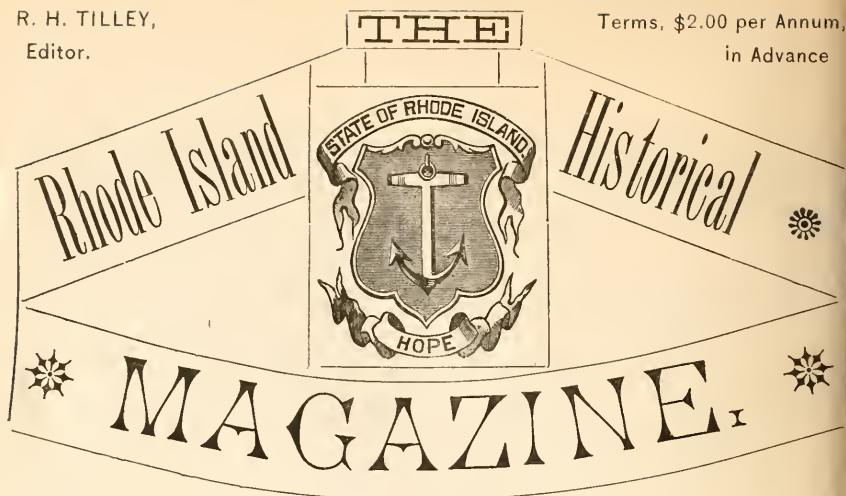 R. H. TILLEY,
Editor.
Terms, $2.00 per Annum,
in Advance
THE
Rhode Island
Historical
STATE OF RHODE ISLAND
HOPE
MAGAZINE.